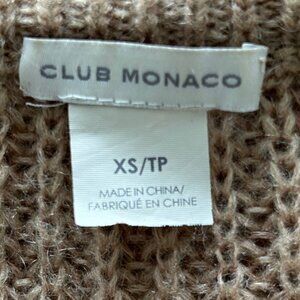 CLUB MONACO
XS/TP
MADE IN CHINA/
FABRIQUÉ EN CHINE